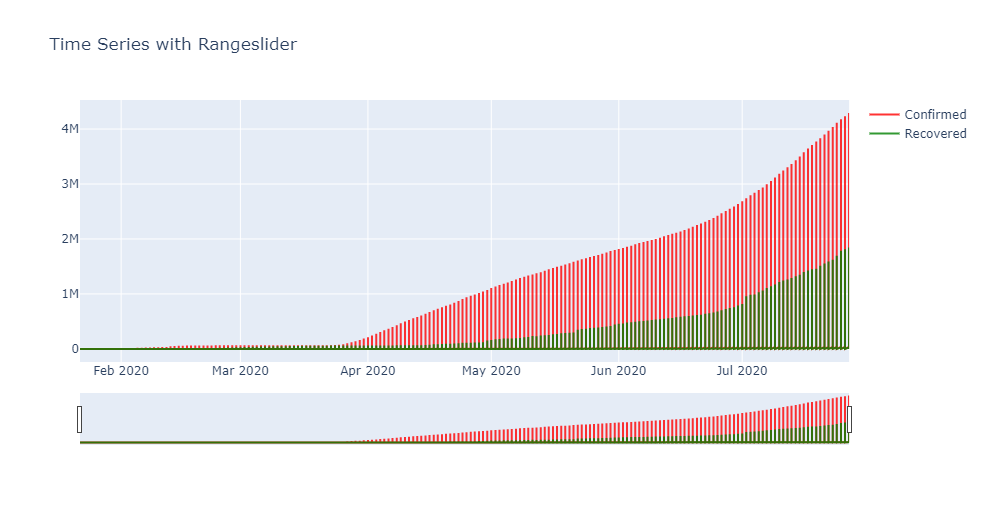 Time Series with Rangeslider
Confirmed
Recovered
4M
3M
2M
1M
0
Feb 2020
Mar 2020
Apr 2020
May 2020
Jun 2020
Jul 2020